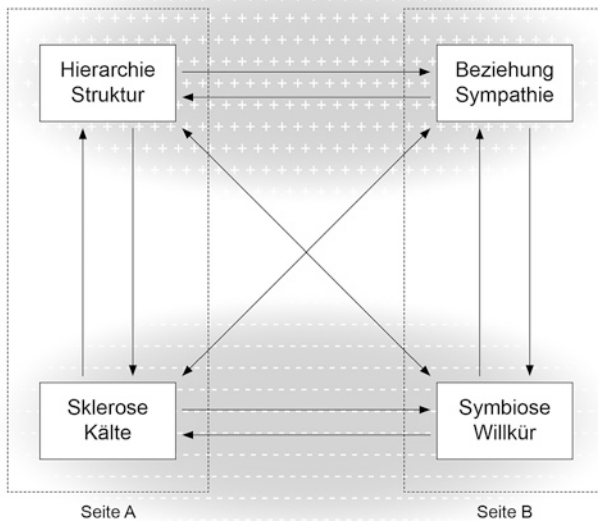 Hierarchie
Struktur
Beziehung
Sympathie
Sklerose
Kälte
Symbiose
Willkür
Seite A
Seite B